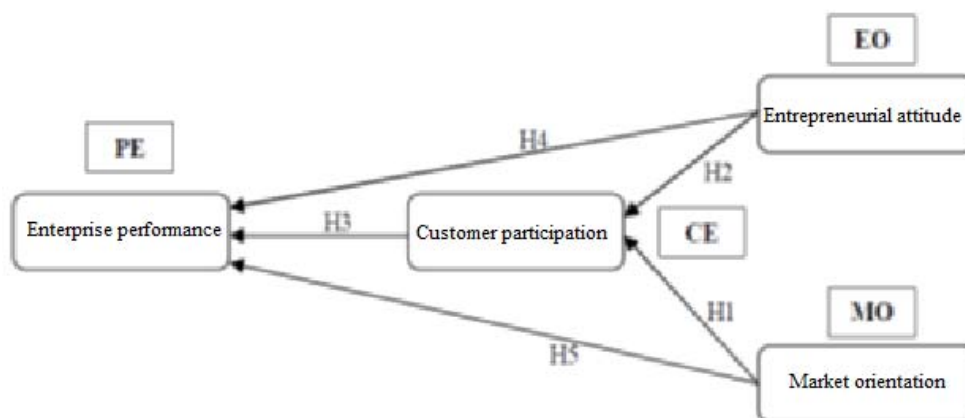 EO
Entrepreneurial attitude
PE
H4
H2
Enterprise performance
H3
Customer participation
CE
H1
MO
H5
Market orientation